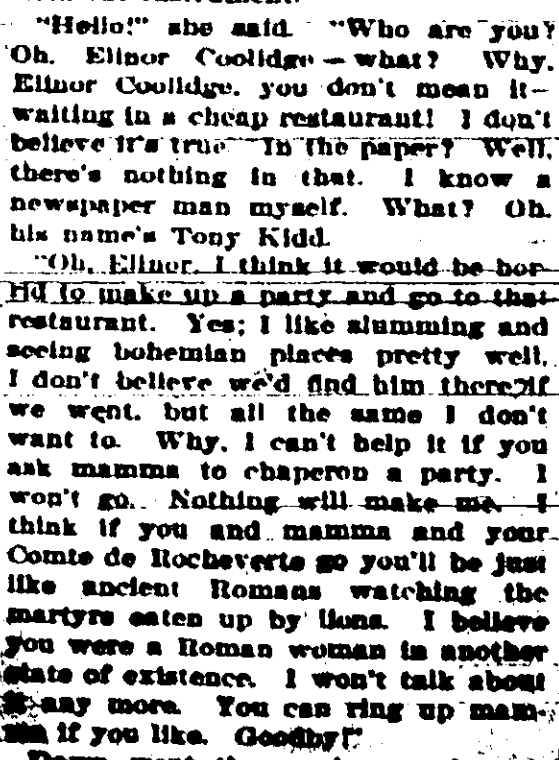 "Hello!" she said. "Who are you?
Oh, Elinor Coolidge — what? Why,
Elinor Coolidge, you don't mean it—
waiting in a cheap restaurant! I don't
believe it's true. In the paper? Well,
there's nothing in that. I know a
newspaper man myself. What? Oh,
his name's Tony Kidd.
"Oh, Elinor, I think it would be hor-
rid to make up a party and go to that
restaurant. Yes; I like slumming and
seeing bohemian places pretty well.
I don't believe we'd find him there if
we went, but all the same I don't
want to. Why, I can't help it if you
ask mamma to chaperon a party. I
won't go. Nothing will make me. I
think if you and mamma and your
Comte de Rocheverte go you'll be just
like ancient Romans watching the
martyrs eaten up by lions. I believe
you were a Roman woman in another
state of existence. I won't talk about
it any more. You can ring up mam-
ma if you like. Goodby!"